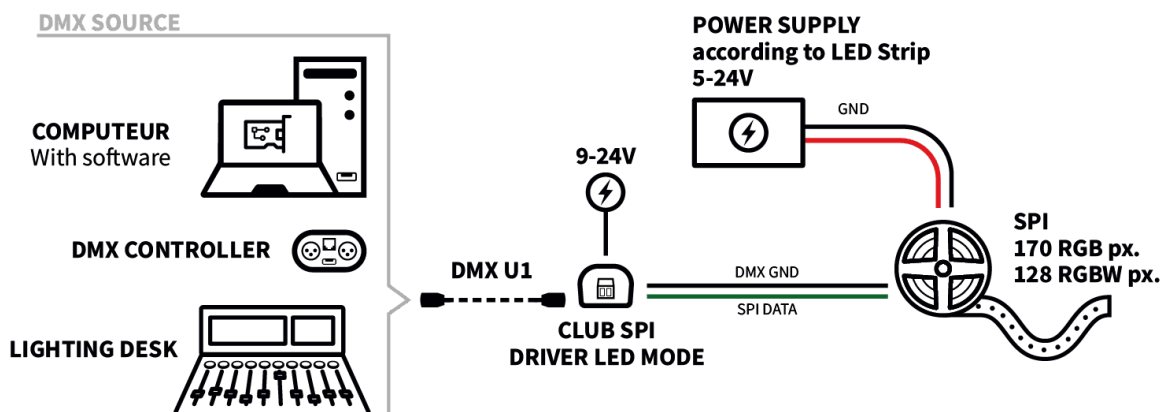 DMX SOURCE
COMPUTEUR
With software
DMX CONTROLLER
LIGHTING DESK
DMX U1
9-24V
CLUB SPI
DRIVER LED MODE
POWER SUPPLY
according to LED Strip
5-24V
GND
DMX GND
SPI DATA
SPI
170 RGB px.
128 RGBW px.